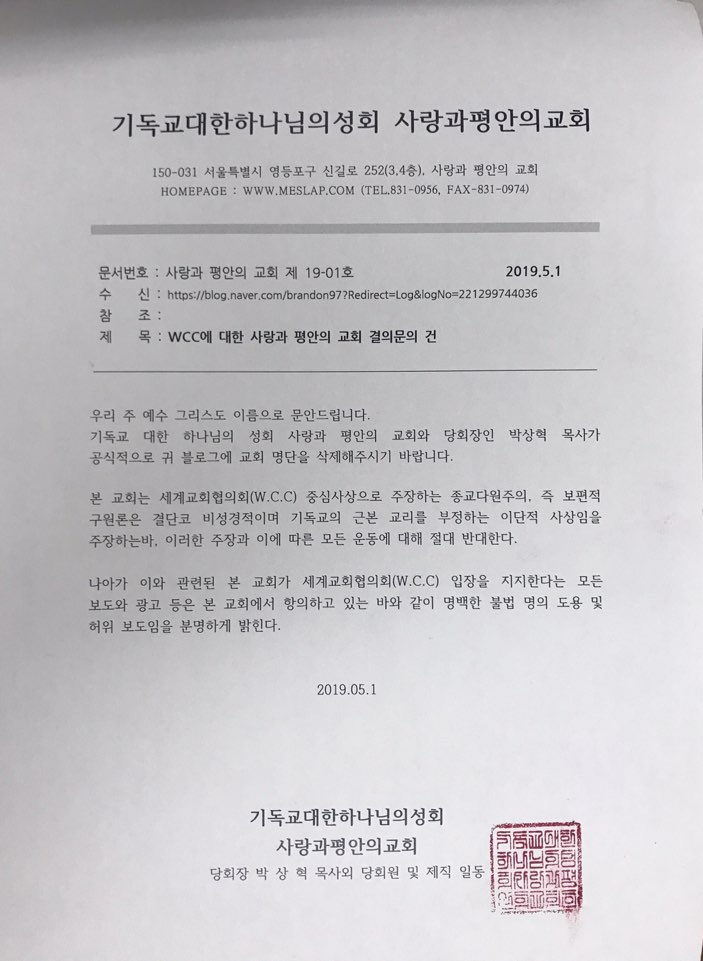 기독교대한하나님의성회 사랑과평안의교회
150-031 서울특별시 영등포구 신길로 252(3,4층), 사랑과 평안의 교회
HOMEPAGE : WWW.MESLAP.COM (TEL.831-0956, FAX-831-0974)
문서번호 : 사랑과 평안의 교회 제 19-01호 2019.5.1
수 신 : https://blog.naver.com/brandon97?Redirect=Log&logNo=221299744036
참 조 :
제 목 : WCC에 대한 사랑과 평안의 교회 결의문의 건
우리 주 예수 그리스도 이름으로 문안드립니다.
기독교 대한 하나님의 성회 사랑과 평안의 교회와 당회장인 박상혁 목사가
공식적으로 귀 블로그에 교회 명단을 삭제해주시기 바랍니다.
본 교회는 세계교회협의회(W.C.C) 중심사상으로 주장하는 종교다원주의, 즉 보편적
구원론은 결단코 비성경적이며 기독교의 근본 교리를 부정하는 이단적 사상임을
주장하는바, 이러한 주장과 이에 따른 모든 운동에 대해 절대 반대한다.
나아가 이와 관련된 본 교회가 세계교회협의회(W.C.C) 입장을 지지한다는 모든
보도와 광고 등은 본 교회에서 항의하고 있는 바와 같이 명백한 불법 명의 도용 및
허위 보도임을 분명하게 밝힌다.
2019.05.1
기독교대한하나님의성회
사랑과평안의교회
당회장 박 상 혁 목사외 당회원 및 제직 일동